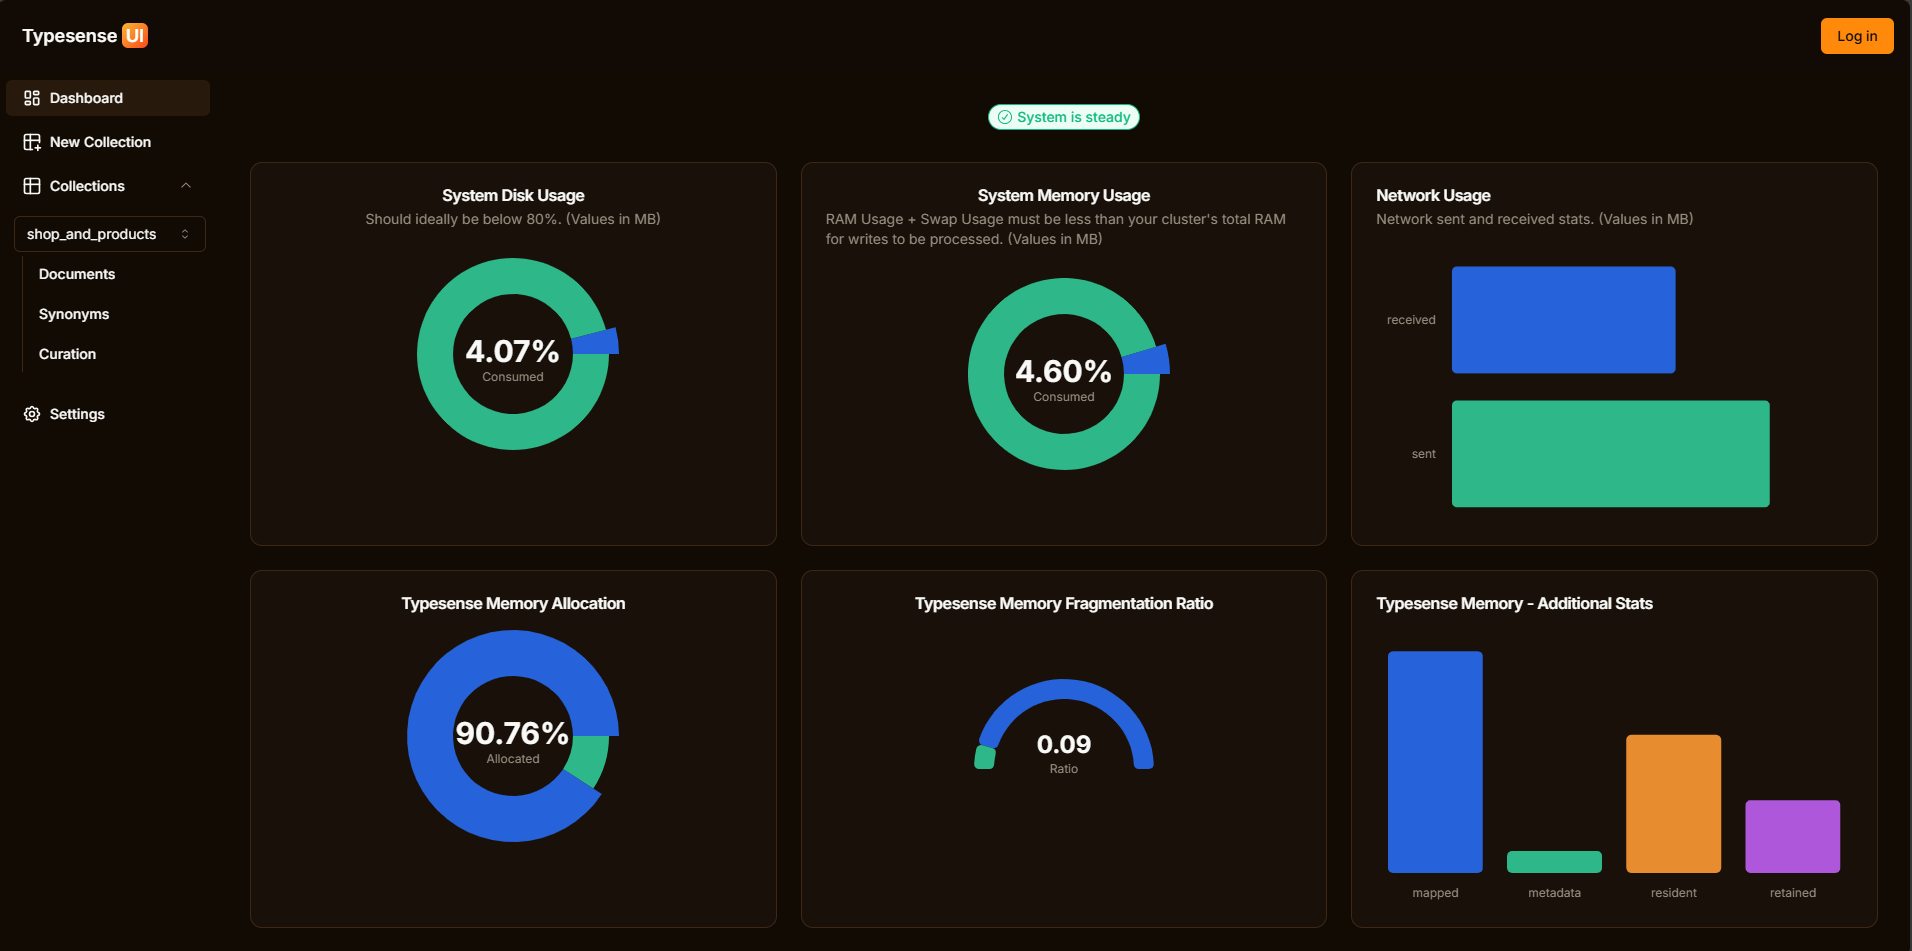 Typesense UI
Log in
Dashboard
New Collection
Collections
shop_and_products
Documents
Synonyms
Curation
Settings
System is steady
System Disk Usage
Should ideally be below 80%. (Values in MB)
4.07%
Consumed
System Memory Usage
RAM Usage + Swap Usage must be less than your cluster's total RAM
for writes to be processed. (Values in MB)
4.60%
Consumed
Network Usage
Network sent and received stats. (Values in MB)
received
sent
Typesense Memory Allocation
90.76%
Allocated
Typesense Memory Fragmentation Ratio
0.09
Ratio
Typesense Memory - Additional Stats
mapped
metadata
resident
retained